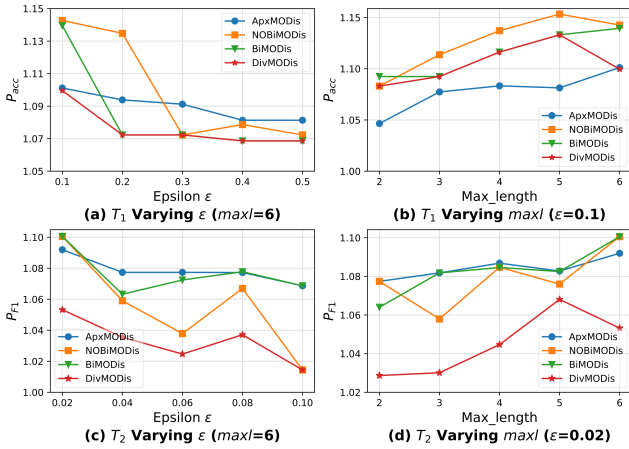 1.15
1.13
1.11
1.09
1.07
1.05
P_acc
ApxMODis
NOBiMODis
BiMODis
DivMODis
0.1 0.2 0.3 0.4 0.5
Epsilon ε
(a) T₁ Varying ε (maxl=6)
1.15
1.10
1.05
1.00
P_acc
ApxMODis
NOBiMODis
BiMODis
DivMODis
2 3 4 5 6
Max_length
(b) T₁ Varying maxl (ε=0.1)
1.10
1.08
1.06
1.04
1.02
1.00
P_F1
ApxMODis
NOBiMODis
BiMODis
DivMODis
0.02 0.04 0.06 0.08 0.10
Epsilon ε
(c) T₂ Varying ε (maxl=6)
1.10
1.08
1.06
1.04
1.02
P_F1
ApxMODis
NOBiMODis
BiMODis
DivMODis
2 3 4 5 6
Max_length
(d) T₂ Varying maxl (ε=0.02)